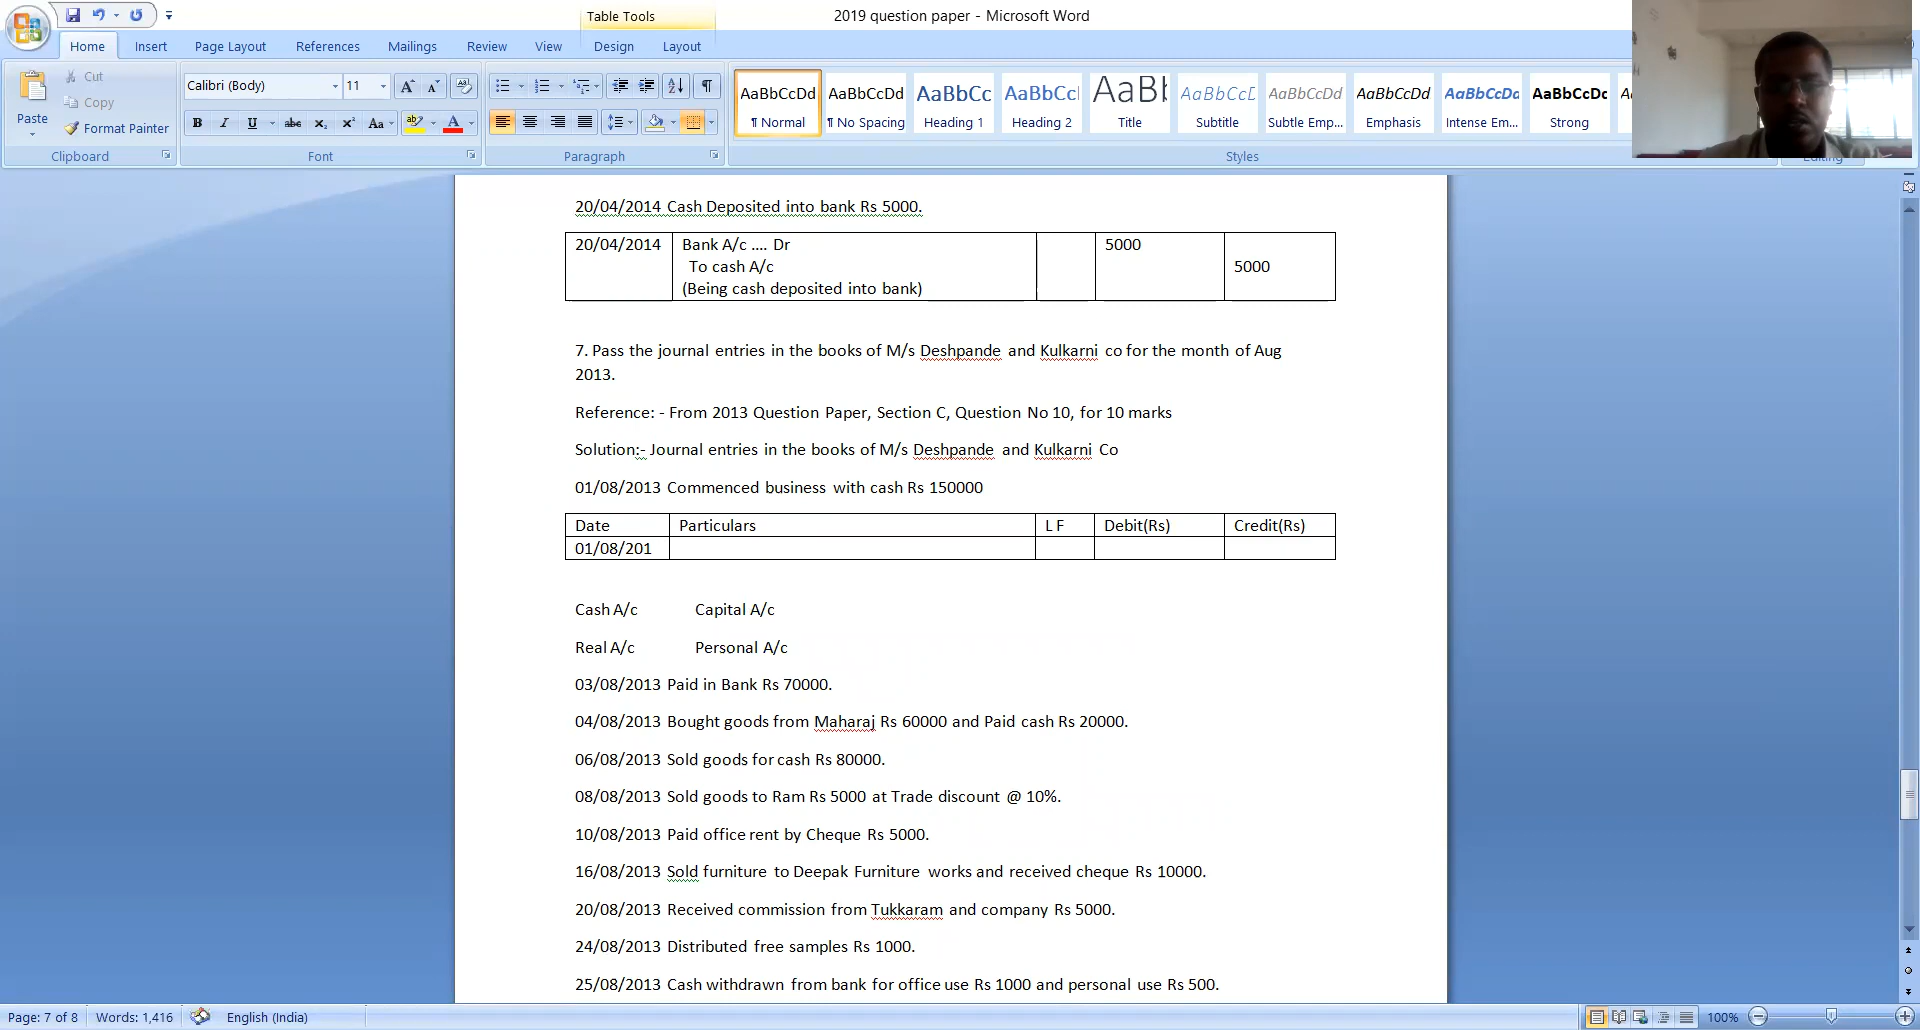 Table Tools
2019 question paper - Microsoft Word
Home Insert Page Layout References Mailings Review View Design Layout
Paste
Cut
Copy
Format Painter
Clipboard
Calibri (Body) 11
Font
Paragraph
AaBbCcDd AaBbCcDd AaBbCc AaBbCc AaBl AaBbCcL AaBbCcDd AaBbCcDd AaBbCcDc AaBbCcDc
¶ Normal ¶ No Spacing Heading 1 Heading 2 Title Subtitle Subtle Emp... Emphasis Intense Em... Strong
Styles
Editing
20/04/2014 Cash Deposited into bank Rs 5000.
20/04/2014 Bank A/c .... Dr 5000
To cash A/c 5000
(Being cash deposited into bank)
7. Pass the journal entries in the books of M/s Deshpande and Kulkarni co for the month of Aug
2013.
Reference: - From 2013 Question Paper, Section C, Question No 10, for 10 marks
Solution:- Journal entries in the books of M/s Deshpande and Kulkarni Co
01/08/2013 Commenced business with cash Rs 150000
Date Particulars L F Debit(Rs) Credit(Rs)
01/08/201
Cash A/c Capital A/c
Real A/c Personal A/c
03/08/2013 Paid in Bank Rs 70000.
04/08/2013 Bought goods from Maharaj Rs 60000 and Paid cash Rs 20000.
06/08/2013 Sold goods for cash Rs 80000.
08/08/2013 Sold goods to Ram Rs 5000 at Trade discount @ 10%.
10/08/2013 Paid office rent by Cheque Rs 5000.
16/08/2013 Sold furniture to Deepak Furniture works and received cheque Rs 10000.
20/08/2013 Received commission from Tukkaram and company Rs 5000.
24/08/2013 Distributed free samples Rs 1000.
25/08/2013 Cash withdrawn from bank for office use Rs 1000 and personal use Rs 500.
Page: 7 of 8 Words: 1,416 English (India) 100%